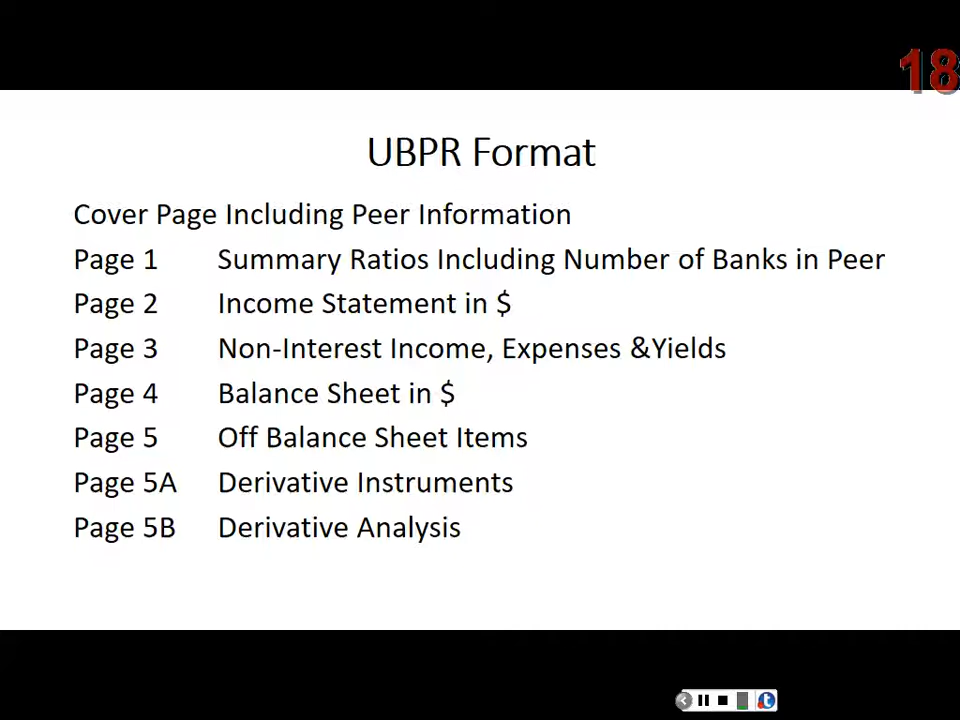 18
UBPR Format
Cover Page Including Peer Information
Page 1 Summary Ratios Including Number of Banks in Peer
Page 2 Income Statement in $
Page 3 Non-Interest Income, Expenses &Yields
Page 4 Balance Sheet in $
Page 5 Off Balance Sheet Items
Page 5A Derivative Instruments
Page 5B Derivative Analysis
t